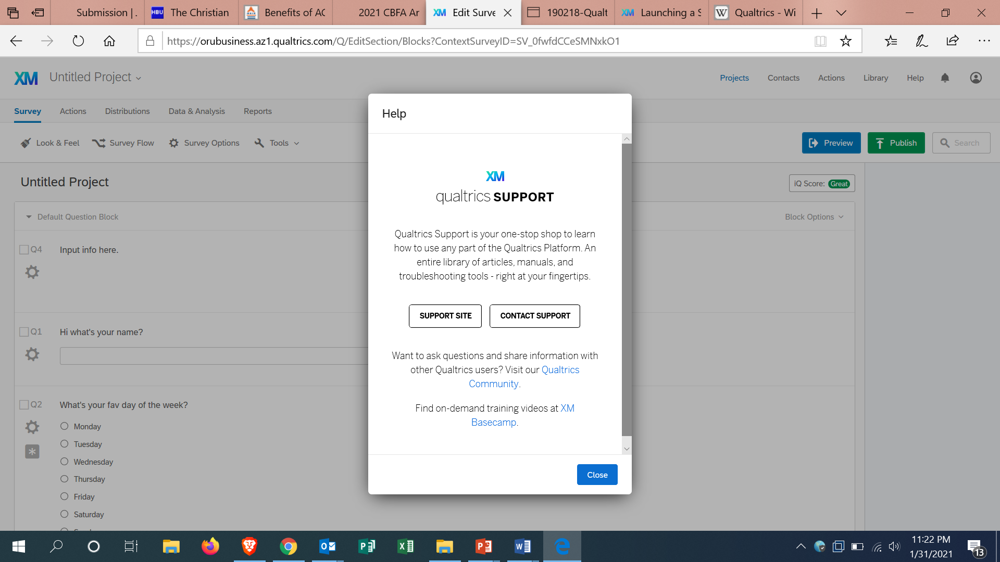 Submission | .
HBU The Christian
Benefits of AC
2021 CBFA Ar
XM Edit Surve
190218-Qualt
XM Launching a S
W Qualtrics - Wi
https://orubusiness.az1.qualtrics.com/Q/EditSection/Blocks?ContextSurveyID=SV_0fwfdCCeSMNxkO1
XM Untitled Project
Projects Contacts Actions Library Help
Survey Actions Distributions Data & Analysis Reports
Look & Feel Survey Flow Survey Options Tools
Preview Publish Search
Untitled Project
iQ Score: Great
Default Question Block
Block Options
Q4 Input info here.
Q1 Hi what's your name?
Q2 What's your fav day of the week?
Monday
Tuesday
Wednesday
Thursday
Friday
Saturday
Help
XM
qualtrics SUPPORT
Qualtrics Support is your one-stop shop to learn
how to use any part of the Qualtrics Platform. An
entire library of articles, manuals, and
troubleshooting tools - right at your fingertips.
SUPPORT SITE CONTACT SUPPORT
Want to ask questions and share information with
other Qualtrics users? Visit our Qualtrics
Community.
Find on-demand training videos at XM
Basecamp.
Close
11:22 PM
1/31/2021
13